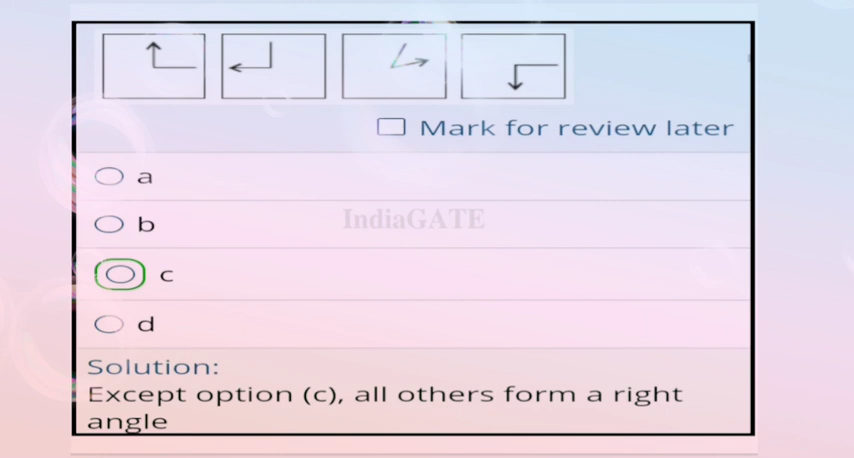 Mark for review later
a
b
IndiaGATE
c
d
Solution:
Except option (c), all others form a right
angle